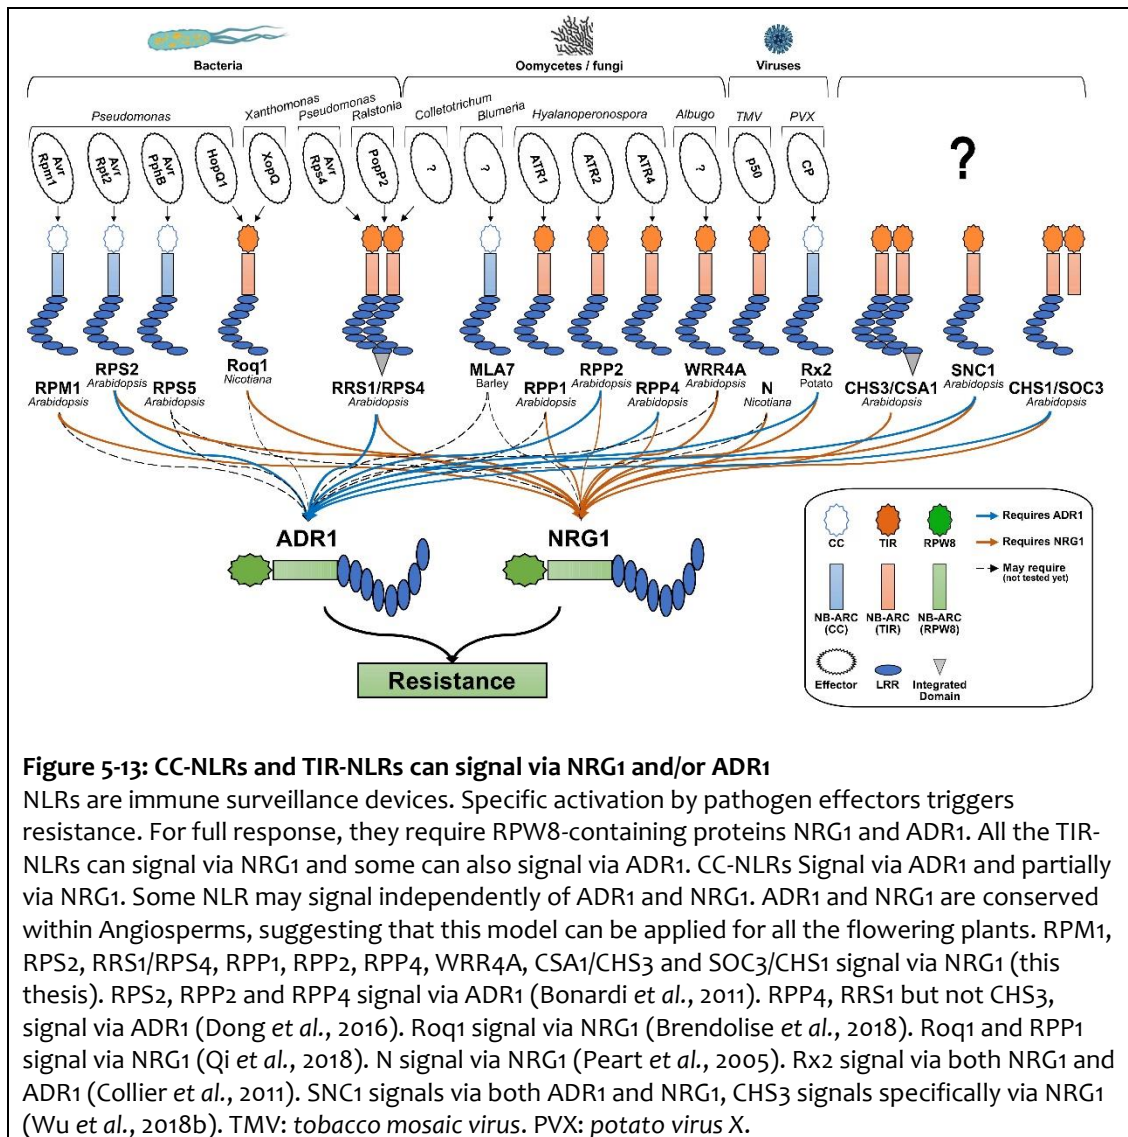 Bacteria
Oomycetes / fungi
Viruses
Pseudomonas
Xanthomonas
Pseudomonas
Ralstonia
Colletotrichum
Blumeria
Hyaloperonospora
Albugo
TMV
PVX
Avr Rpm1
Avr Rpt2
Avr PphB
HopQ1
XopQ
Avr Rps4
PopP2
?
?
ATR1
ATR2
ATR4
?
p50
CP
?
RPM1
Arabidopsis
RPS2
Arabidopsis
RPS5
Arabidopsis
Roq1
Nicotiana
RRS1/RPS4
Arabidopsis
MLA7
Barley
RPP1
Arabidopsis
RPP2
Arabidopsis
RPP4
Arabidopsis
WRR4A
Arabidopsis
N
Nicotiana
Rx2
Potato
CHS3/CSA1
Arabidopsis
SNC1
Arabidopsis
CHS1/SOC3
Arabidopsis
ADR1
NRG1
Resistance
CC
TIR
RPW8
Requires ADR1
Requires NRG1
May require
(not tested yet)
NB-ARC
(CC)
NB-ARC
(TIR)
NB-ARC
(RPW8)
Effector
LRR
Integrated
Domain
Figure 5-13: CC-NLRs and TIR-NLRs can signal via NRG1 and/or ADR1
NLRs are immune surveillance devices. Specific activation by pathogen effectors triggers
resistance. For full response, they require RPW8-containing proteins NRG1 and ADR1. All the TIR-
NLRs can signal via NRG1 and some can also signal via ADR1. CC-NLRs Signal via ADR1 and partially
via NRG1. Some NLR may signal independently of ADR1 and NRG1. ADR1 and NRG1 are conserved
within Angiosperms, suggesting that this model can be applied for all the flowering plants. RPM1,
RPS2, RRS1/RPS4, RPP1, RPP2, RPP4, WRR4A, CSA1/CHS3 and SOC3/CHS1 signal via NRG1 (this
thesis). RPS2, RPP2 and RPP4 signal via ADR1 (Bonardi et al., 2011). RPP4, RRS1 but not CHS3,
signal via ADR1 (Dong et al., 2016). Roq1 signal via NRG1 (Brendolise et al., 2018). Roq1 and RPP1
signal via NRG1 (Qi et al., 2018). N signal via NRG1 (Peart et al., 2005). Rx2 signal via both NRG1 and
ADR1 (Collier et al., 2011). SNC1 signals via both ADR1 and NRG1, CHS3 signals specifically via NRG1
(Wu et al., 2018b). TMV: tobacco mosaic virus. PVX: potato virus X.